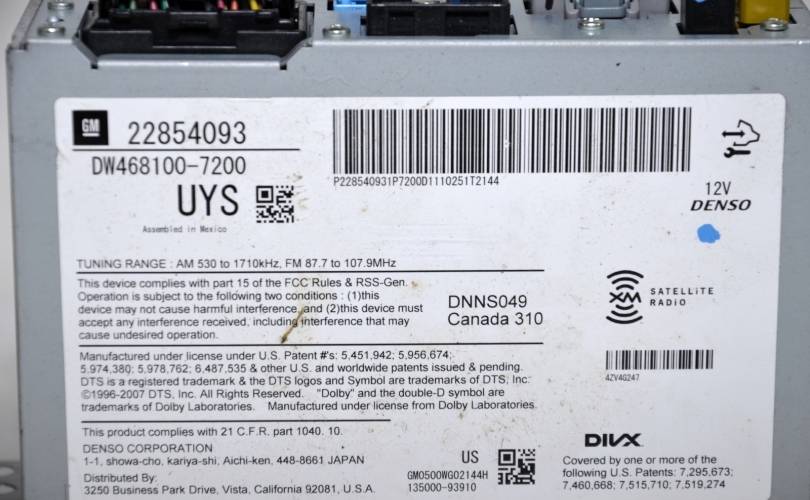 GM 22854093
DW468100-7200
UYS
Assembled in Mexico
P228540931P7200D1110251T2144
12V
DENSO
TUNING RANGE : AM 530 to 1710kHz, FM 87.7 to 107.9MHz
This device complies with part 15 of the FCC Rules & RSS-Gen.
Operation is subject to the following two conditions : (1)this
device may not cause harmful interference, and (2)this device must
accept any interference received, including interference that may
cause undesired operation.
DNNS049
Canada 310
XM SATELLiTE
RADiO
4ZV4G247
Manufactured under license under U.S. Patent #'s: 5,451,942; 5,956,674;
5,974,380; 5,978,762; 6,487,535 & other U.S. and worldwide patents issued & pending.
DTS is a registered trademark & the DTS logos and Symbol are trademarks of DTS, Inc.
©1996-2007 DTS, Inc. All Rights Reserved. "Dolby" and the double-D symbol are
trademarks of Dolby Laboratories. Manufactured under license from Dolby Laboratories.
This product complies with 21 C.F.R. part 1040. 10.
DENSO CORPORATION
1-1, showa-cho, kariya-shi, Aichi-ken, 448-8661 JAPAN
Distributed By:
3250 Business Park Drive, Vista, California 92081, U.S.A.
US
GM0500WG02144H
135000-93910
DIVX
Covered by one or more of the
following U.S. Patents: 7,295,673;
7,460,668; 7,515,710; 7,519,274